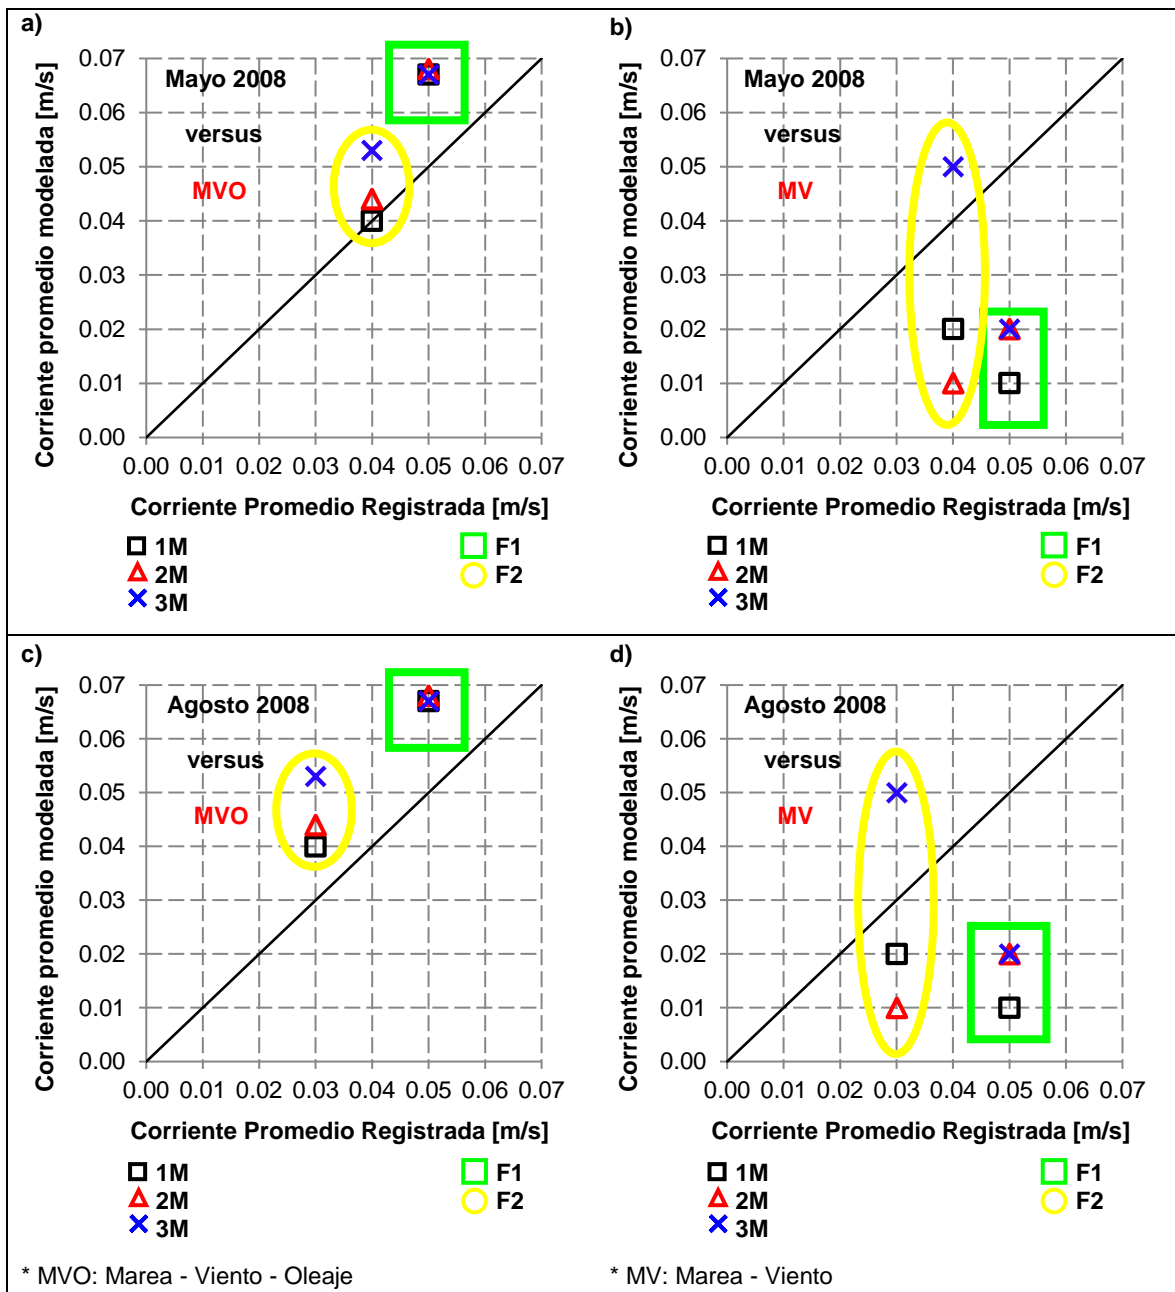 a)
Corriente promedio modelada [m/s]
0.07
0.06
0.05
0.04
0.03
0.02
0.01
0.00
Mayo 2008
versus
MVO
0.00 0.01 0.02 0.03 0.04 0.05 0.06 0.07
Corriente Promedio Registrada [m/s]
1M
2M
3M
F1
F2
b)
Corriente promedio modelada [m/s]
0.07
0.06
0.05
0.04
0.03
0.02
0.01
0.00
Mayo 2008
versus
MV
0.00 0.01 0.02 0.03 0.04 0.05 0.06 0.07
Corriente Promedio Registrada [m/s]
1M
2M
3M
F1
F2
c)
Corriente promedio modelada [m/s]
0.07
0.06
0.05
0.04
0.03
0.02
0.01
0.00
Agosto 2008
versus
MVO
0.00 0.01 0.02 0.03 0.04 0.05 0.06 0.07
Corriente Promedio Registrada [m/s]
1M
2M
3M
F1
F2
* MVO: Marea - Viento - Oleaje
d)
Corriente promedio modelada [m/s]
0.07
0.06
0.05
0.04
0.03
0.02
0.01
0.00
Agosto 2008
versus
MV
0.00 0.01 0.02 0.03 0.04 0.05 0.06 0.07
Corriente Promedio Registrada [m/s]
1M
2M
3M
F1
F2
* MV: Marea - Viento